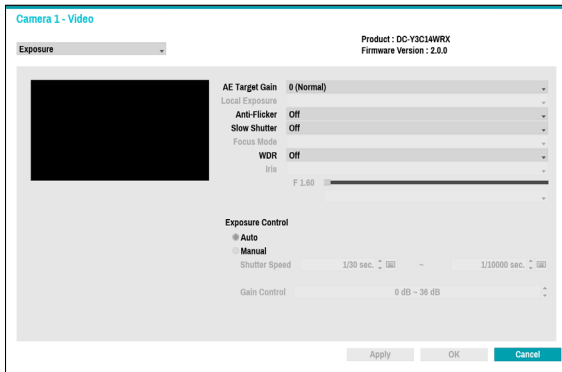 Camera 1 - Video
Exposure
Product : DC-Y3C14WRX
Firmware Version : 2.0.0
AE Target Gain 0 (Normal)
Local Exposure
Anti-Flicker Off
Slow Shutter Off
Focus Mode
WDR Off
Iris
F 1.60
Exposure Control
Auto
Manual
Shutter Speed 1/30 sec. ~ 1/10000 sec.
Gain Control 0 dB ~ 36 dB
Apply OK Cancel